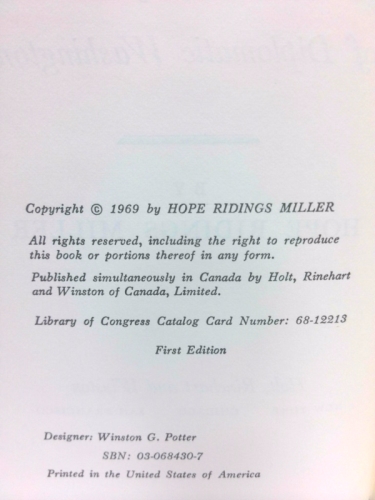 Copyright © 1969 by HOPE RIDINGS MILLER
All rights reserved, including the right to reproduce
this book or portions thereof in any form.
Published simultaneously in Canada by Holt, Rinehart
and Winston of Canada, Limited.
Library of Congress Catalog Card Number: 68-12213
First Edition
Designer: Winston G. Potter
SBN: 03-068430-7
Printed in the United States of America